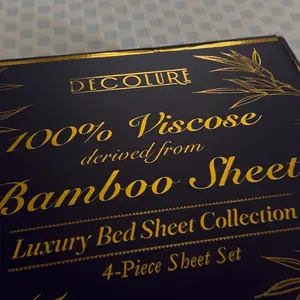 DECOLURE
100% Viscose
derived from
Bamboo Sheet
Luxury Bed Sheet Collection
4-Piece Sheet Set